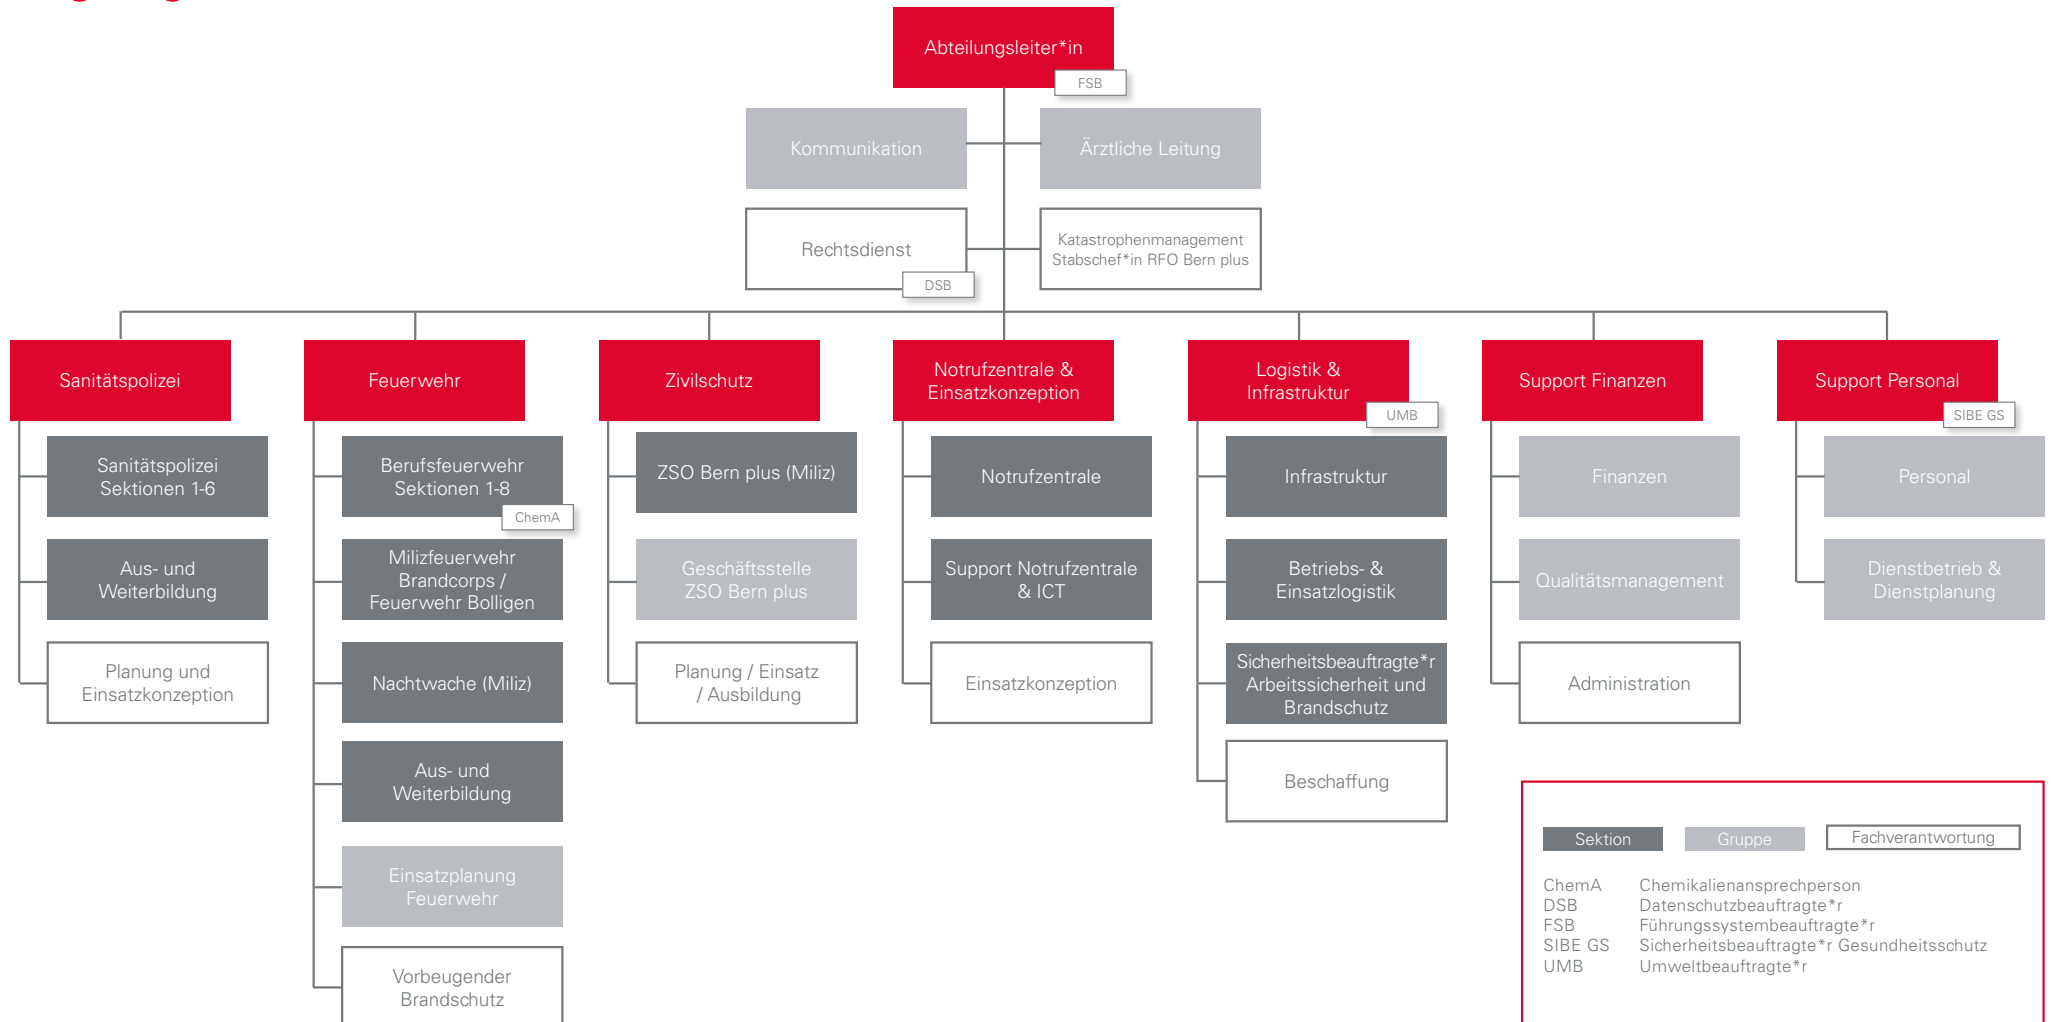 Abteilungsleiter*in
FSB
Kommunikation
Ärztliche Leitung
Rechtsdienst
DSB
Katastrophenmanagement
Stabschef*in RFO Bern plus
Sanitätspolizei
Feuerwehr
Zivilschutz
Notrufzentrale &
Einsatzkonzeption
Logistik &
Infrastruktur
UMB
Support Finanzen
Support Personal
SIBE GS
Sanitätspolizei
Sektionen 1-6
Aus- und
Weiterbildung
Planung und
Einsatzkonzeption
Berufsfeuerwehr
Sektionen 1-8
ChemA
Milizfeuerwehr
Brandcorps /
Feuerwehr Bolligen
Nachtwache (Miliz)
Aus- und
Weiterbildung
Einsatzplanung
Feuerwehr
Vorbeugender
Brandschutz
ZSO Bern plus (Miliz)
Geschäftsstelle
ZSO Bern plus
Planung / Einsatz
/ Ausbildung
Notrufzentrale
Support Notrufzentrale
& ICT
Einsatzkonzeption
Infrastruktur
Betriebs- &
Einsatzlogistik
Sicherheitsbeauftragte*r
Arbeitssicherheit und
Brandschutz
Beschaffung
Finanzen
Qualitätsmanagement
Administration
Personal
Dienstbetrieb &
Dienstplanung
Sektion
Gruppe
Fachverantwortung
ChemA Chemikalienansprechperson
DSB Datenschutzbeauftragte*r
FSB Führungssystembeauftragte*r
SIBE GS Sicherheitsbeauftragte*r Gesundheitsschutz
UMB Umweltbeauftragte*r